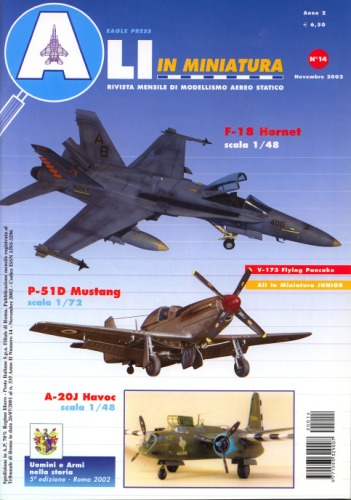 EAGLE PRESS
Anno 2
€ 6,50
ALI IN MINIATURA
RIVISTA MENSILE DI MODELLISMO AEREO STATICO
N°14
Novembre 2002
F-18 Hornet
scala 1/48
V-173 Flying Pancake
Ali in Miniatura JUNIOR
P-51D Mustang
scala 1/72
A-20J Havoc
scala 1/48
Uomini e Armi
nella storia
5ª edizione - Roma 2002